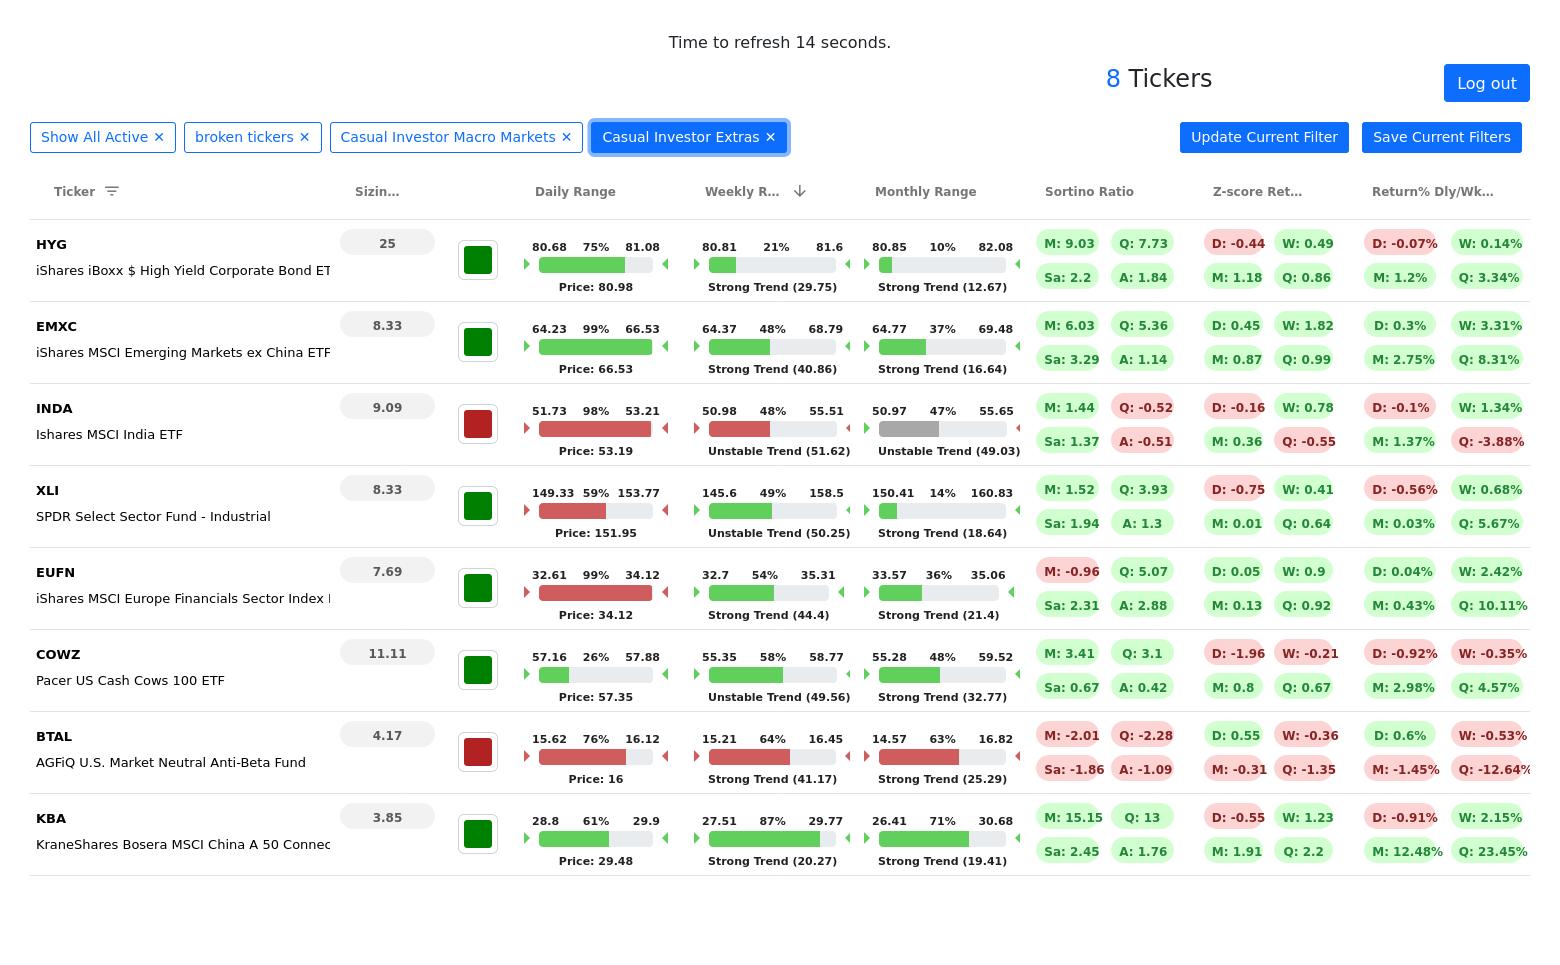 Time to refresh 14 seconds.
8 Tickers
Log out
Show All Active ✕ broken tickers ✕ Casual Investor Macro Markets ✕ Casual Investor Extras ✕ Update Current Filter Save Current Filters
Ticker Sizin... Daily Range Weekly R... Monthly Range Sortino Ratio Z-score Ret... Return% Dly/Wk...
HYG 25 80.68 75% 81.08 80.81 21% 81.6 80.85 10% 82.08 M: 9.03 Q: 7.73 D: -0.44 W: 0.49 D: -0.07% W: 0.14%
iShares iBoxx $ High Yield Corporate Bond ET Price: 80.98 Strong Trend (29.75) Strong Trend (12.67) Sa: 2.2 A: 1.84 M: 1.18 Q: 0.86 M: 1.2% Q: 3.34%
EMXC 8.33 64.23 99% 66.53 64.37 48% 68.79 64.77 37% 69.48 M: 6.03 Q: 5.36 D: 0.45 W: 1.82 D: 0.3% W: 3.31%
iShares MSCI Emerging Markets ex China ETF Price: 66.53 Strong Trend (40.86) Strong Trend (16.64) Sa: 3.29 A: 1.14 M: 0.87 Q: 0.99 M: 2.75% Q: 8.31%
INDA 9.09 51.73 98% 53.21 50.98 48% 55.51 50.97 47% 55.65 M: 1.44 Q: -0.52 D: -0.16 W: 0.78 D: -0.1% W: 1.34%
Ishares MSCI India ETF Price: 53.19 Unstable Trend (51.62) Unstable Trend (49.03) Sa: 1.37 A: -0.51 M: 0.36 Q: -0.55 M: 1.37% Q: -3.88%
XLI 8.33 149.33 59% 153.77 145.6 49% 158.5 150.41 14% 160.83 M: 1.52 Q: 3.93 D: -0.75 W: 0.41 D: -0.56% W: 0.68%
SPDR Select Sector Fund - Industrial Price: 151.95 Unstable Trend (50.25) Strong Trend (18.64) Sa: 1.94 A: 1.3 M: 0.01 Q: 0.64 M: 0.03% Q: 5.67%
EUFN 7.69 32.61 99% 34.12 32.7 54% 35.31 33.57 36% 35.06 M: -0.96 Q: 5.07 D: 0.05 W: 0.9 D: 0.04% W: 2.42%
iShares MSCI Europe Financials Sector Index Price: 34.12 Strong Trend (44.4) Strong Trend (21.4) Sa: 2.31 A: 2.88 M: 0.13 Q: 0.92 M: 0.43% Q: 10.11%
COWZ 11.11 57.16 26% 57.88 55.35 58% 58.77 55.28 48% 59.52 M: 3.41 Q: 3.1 D: -1.96 W: -0.21 D: -0.92% W: -0.35%
Pacer US Cash Cows 100 ETF Price: 57.35 Unstable Trend (49.56) Strong Trend (32.77) Sa: 0.67 A: 0.42 M: 0.8 Q: 0.67 M: 2.98% Q: 4.57%
BTAL 4.17 15.62 76% 16.12 15.21 64% 16.45 14.57 63% 16.82 M: -2.01 Q: -2.28 D: 0.55 W: -0.36 D: 0.6% W: -0.53%
AGFiQ U.S. Market Neutral Anti-Beta Fund Price: 16 Strong Trend (41.17) Strong Trend (25.29) Sa: -1.86 A: -1.09 M: -0.31 Q: -1.35 M: -1.45% Q: -12.64%
KBA 3.85 28.8 61% 29.9 27.51 87% 29.77 26.41 71% 30.68 M: 15.15 Q: 13 D: -0.55 W: 1.23 D: -0.91% W: 2.15%
KraneShares Bosera MSCI China A 50 Connec Price: 29.48 Strong Trend (20.27) Strong Trend (19.41) Sa: 2.45 A: 1.76 M: 1.91 Q: 2.2 M: 12.48% Q: 23.45%